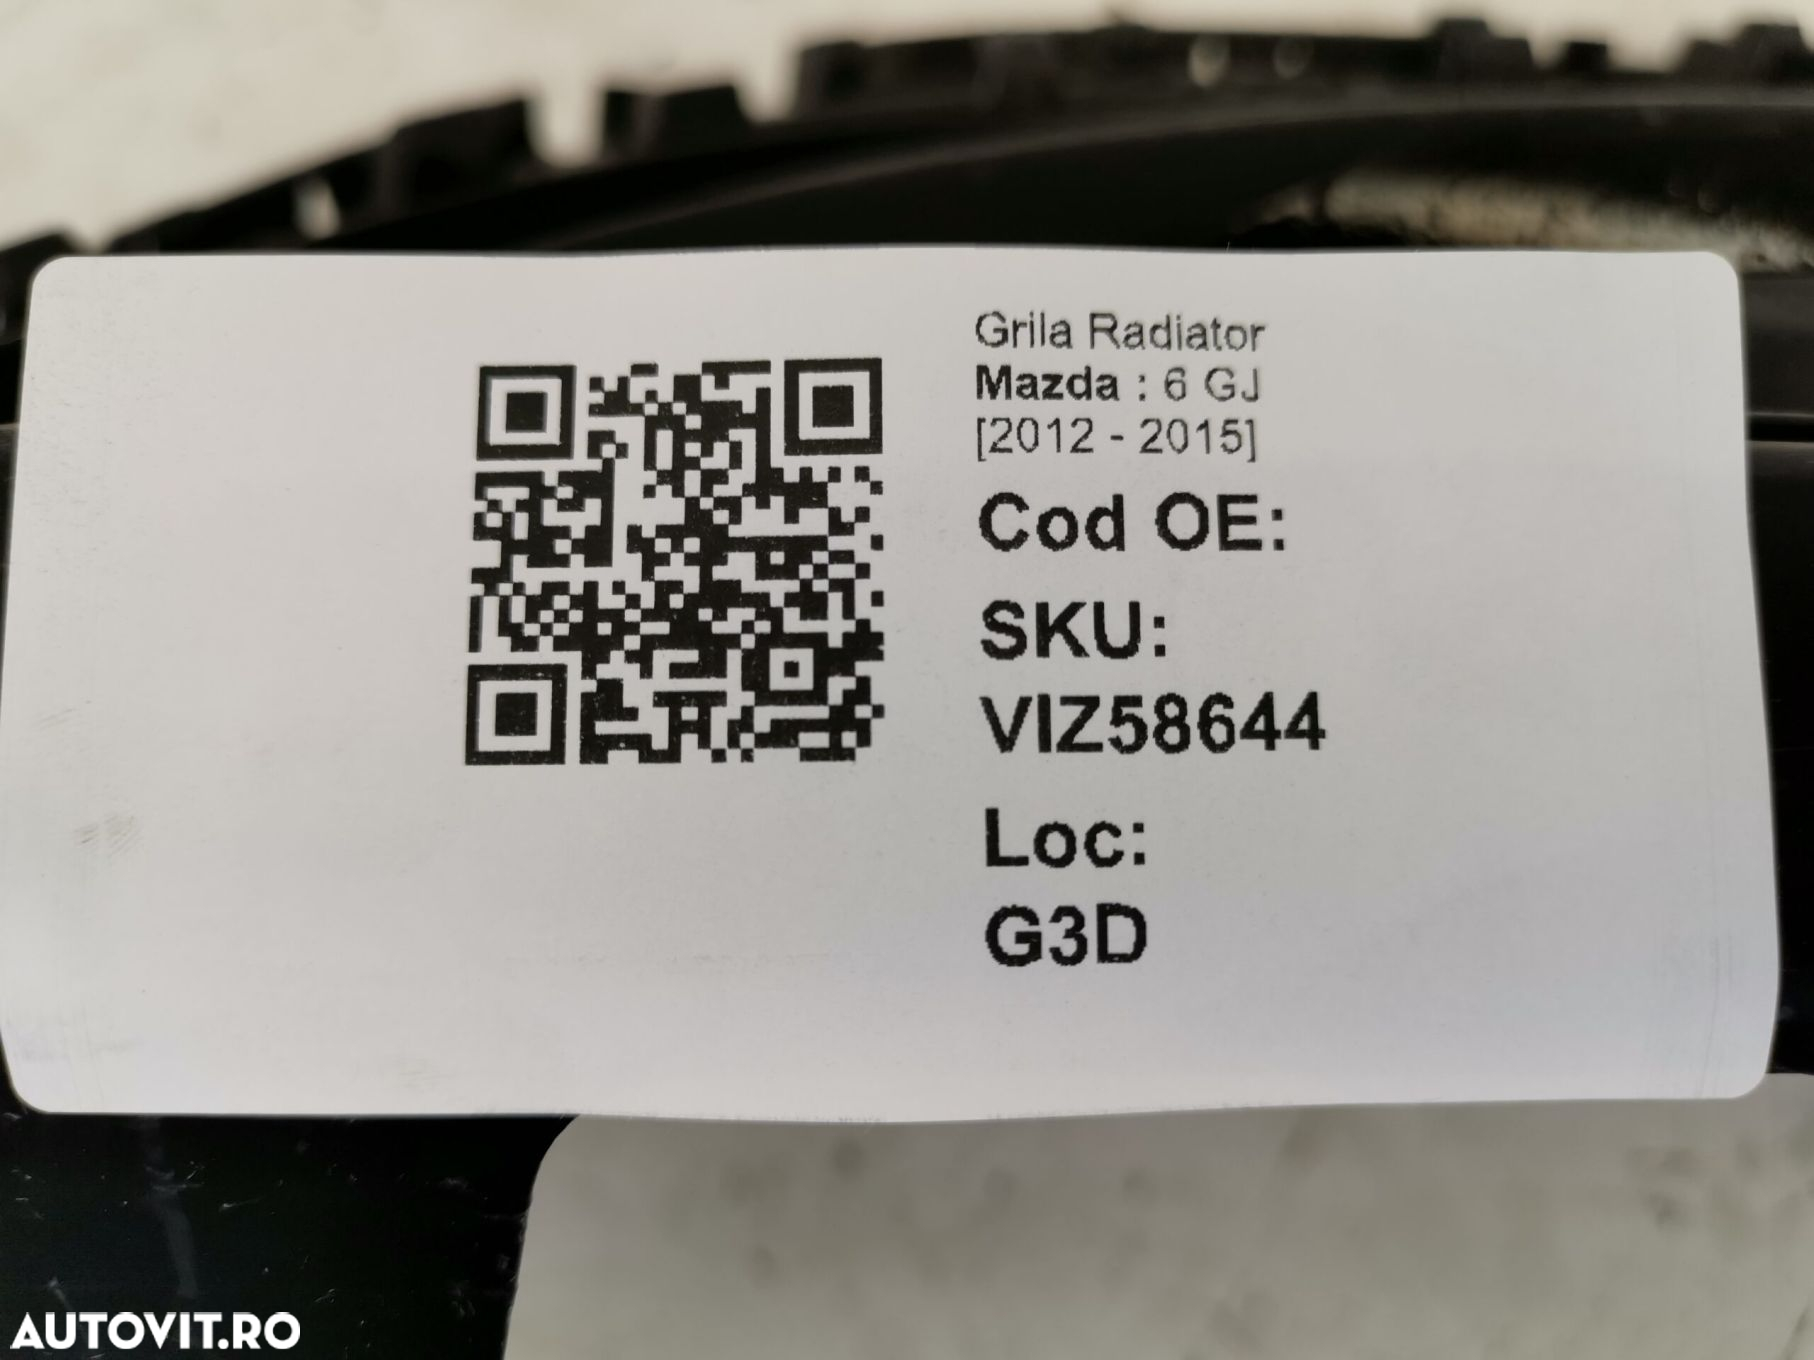 Grila Radiator
Mazda : 6 GJ
[2012 - 2015]
Cod OE:
SKU:
VIZ58644
Loc:
G3D
AUTOVIT.RO